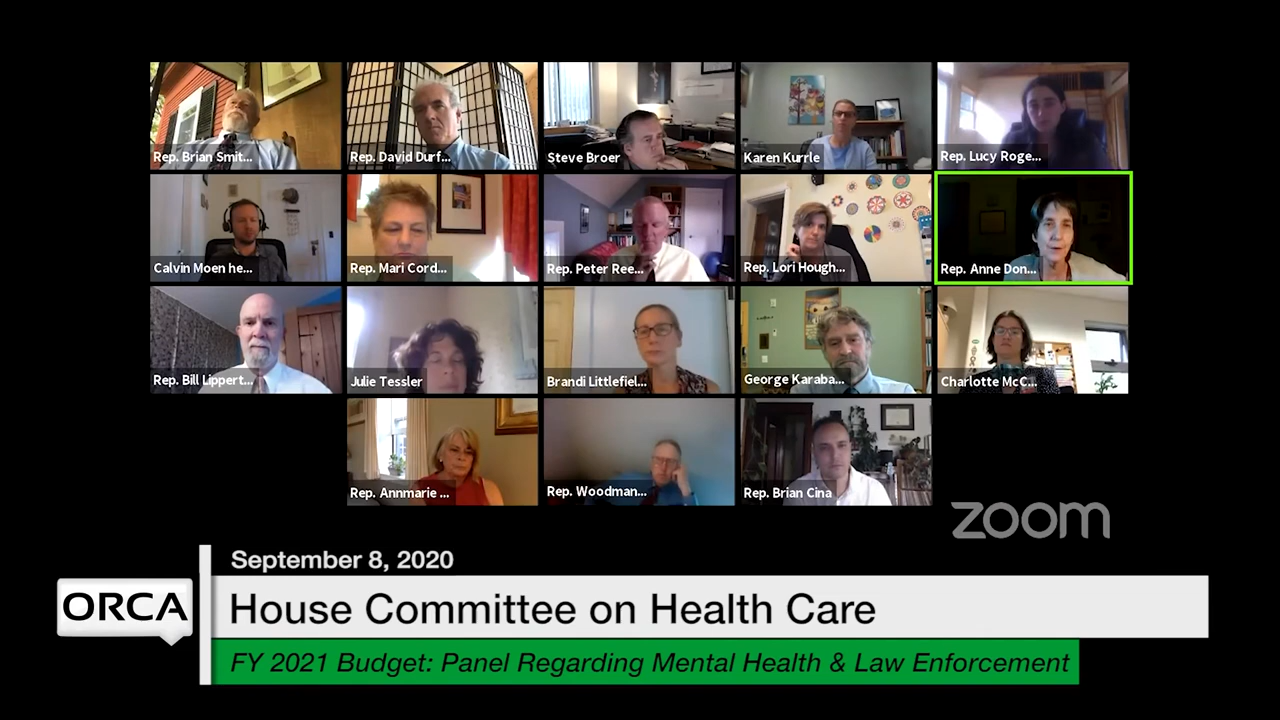 Rep. Brian Smit...
Rep. David Durf...
Steve Broer
Karen Kurrle
Rep. Lucy Roge...
Calvin Moen he...
Rep. Mari Cord...
Rep. Peter Ree...
Rep. Lori Hough...
Rep. Anne Don...
Rep. Bill Lippert...
Julie Tessler
Brandi Littlefiel...
George Karaba...
Charlotte McC...
Rep. Annmarie ...
Rep. Woodman...
Rep. Brian Cina
zoom
September 8, 2020
ORCA
House Committee on Health Care
FY 2021 Budget: Panel Regarding Mental Health & Law Enforcement